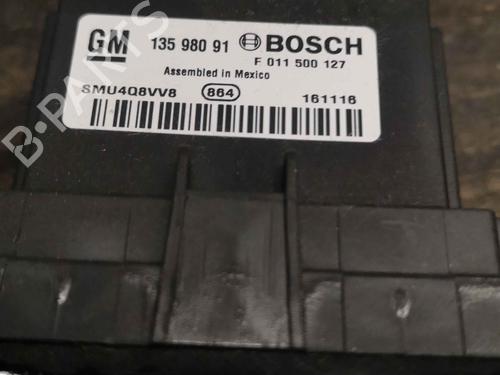 GM 135 980 91 BOSCH
F 011 500 127
Assembled in Mexico
SMU4Q8VV8 864 161116
B-PARTS